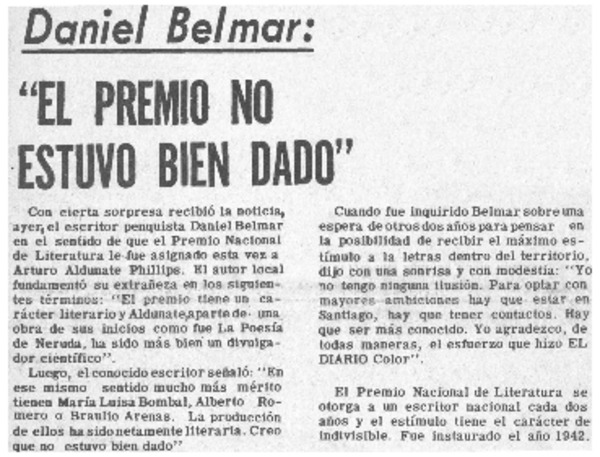 Daniel Belmar:
"EL PREMIO NO
ESTUVO BIEN DADO"
Con cierta sorpresa recibió la noticia,
ayer, el escritor penquista Daniel Belmar
en el sentido de que el Premio Nacional
de Literatura le fue asignado esta vez a
Arturo Aldunate Phillips. El autor local
fundamentó su extrañeza en los siguien-
tes términos: "El premio tiene un ca-
rácter literario y Aldunate, aparte de una
obra de sus inicios como fue La Poesía
de Neruda, ha sido más bien un divulga-
dor científico".
Luego, el conocido escritor señaló: "En
ese mismo sentido mucho más mérito
tienen María Luisa Bombal, Alberto Ro-
mero o Braulio Arenas. La producción
de ellos ha sido netamente literaria. Creo
que no estuvo bien dado"
Cuando fue inquirido Belmar sobre una
espera de otros dos años para pensar en
la posibilidad de recibir el máximo es-
tímulo a la letras dentro del territorio,
dijo con una sonrisa y con modestia: "Yo
no tengo ninguna ilusión. Para optar con
mayores ambiciones hay que estar en
Santiago, hay que tener contactos. Hay
que ser más conocido. Yo agradezco, de
todas maneras, el esfuerzo que hizo EL
DIARIO Color".
El Premio Nacional de Literatura se
otorga a un escritor nacional cada dos
años y el estímulo tiene el carácter de
indivisible. Fue instaurado el año 1942.